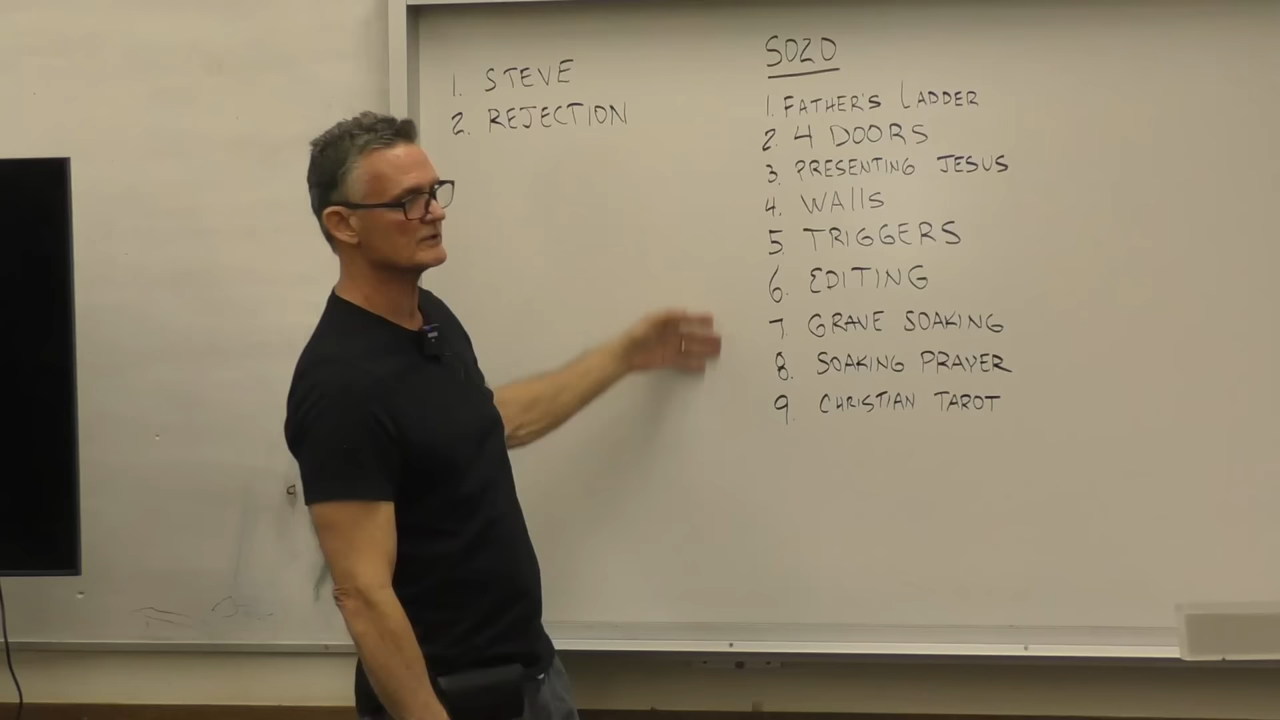 1. STEVE
2. REJECTION
SOZO
1. FATHER'S LADDER
2. 4 DOORS
3. PRESENTING JESUS
4. WAllS
5. TRIGGERS
6. EDITING
7 GRAVE SOAKING
8. SOAKING PRAYER
9. CHRISTIAN TAROT